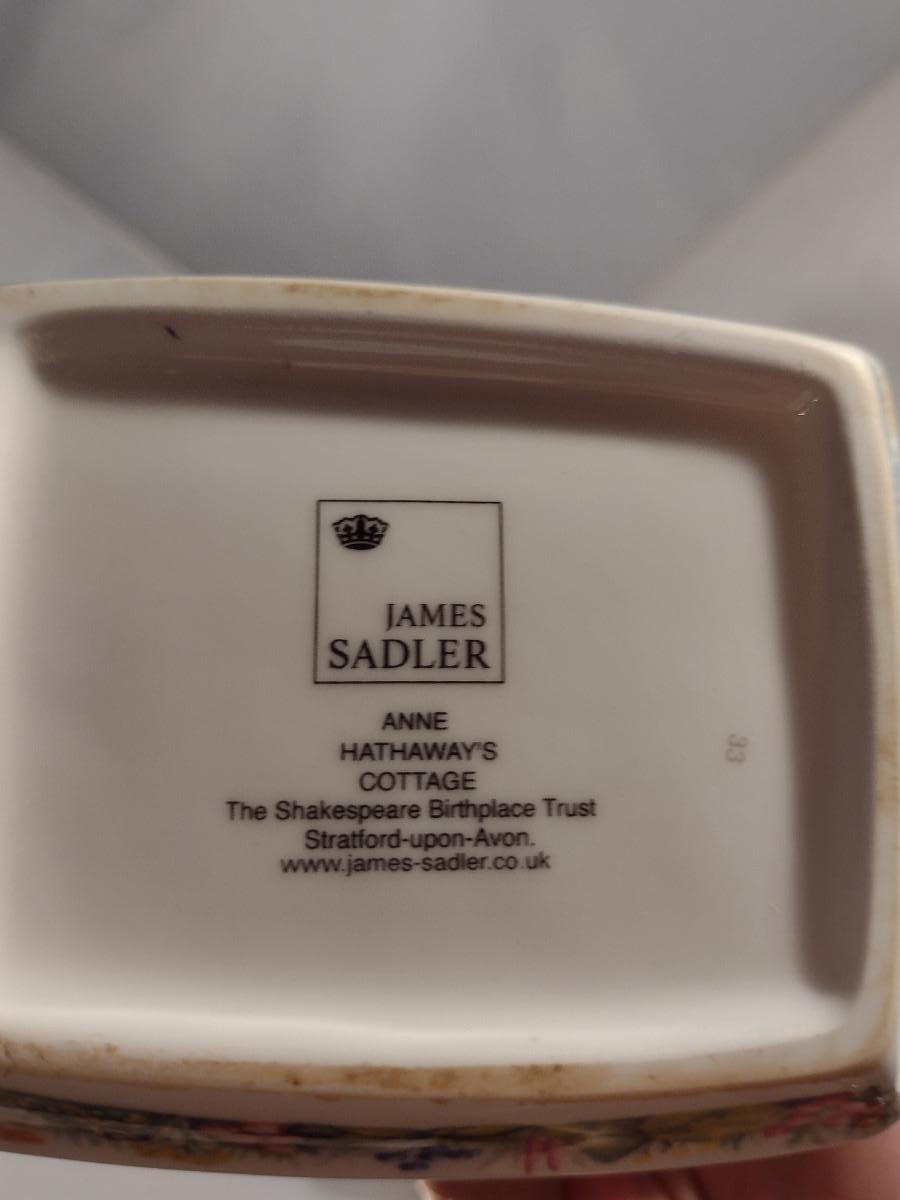 JAMES
SADLER
ANNE
HATHAWAY'S
COTTAGE
The Shakespeare Birthplace Trust
Stratford-upon-Avon.
www.james-sadler.co.uk
33